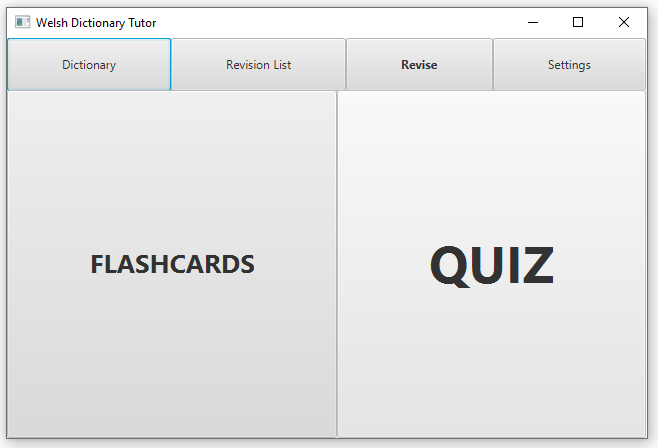 Welsh Dictionary Tutor
Dictionary
Revision List
Revise
Settings
FLASHCARDS
QUIZ